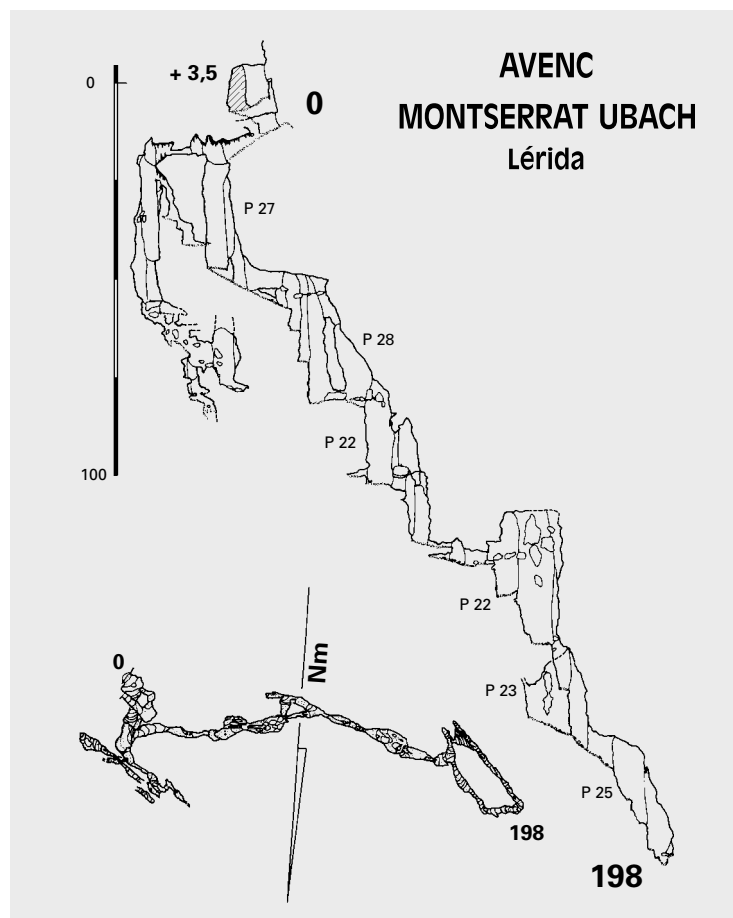 AVENC
MONTSERRAT UBACH
Lérida
+ 3,5
0
0
P 27
P 28
P 22
100
P 22
Nm
0
P 23
P 25
198
198